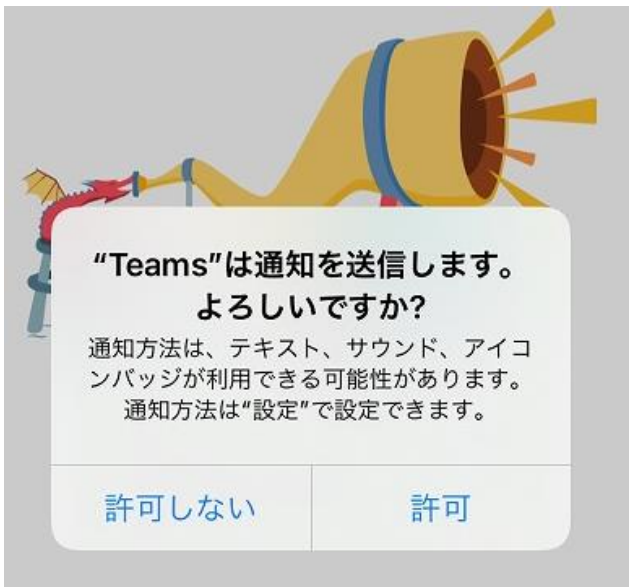 “Teams”は通知を送信します。
よろしいですか?
通知方法は、テキスト、サウンド、アイコ
ンバッジが利用できる可能性があります。
通知方法は“設定”で設定できます。
許可しない
許可